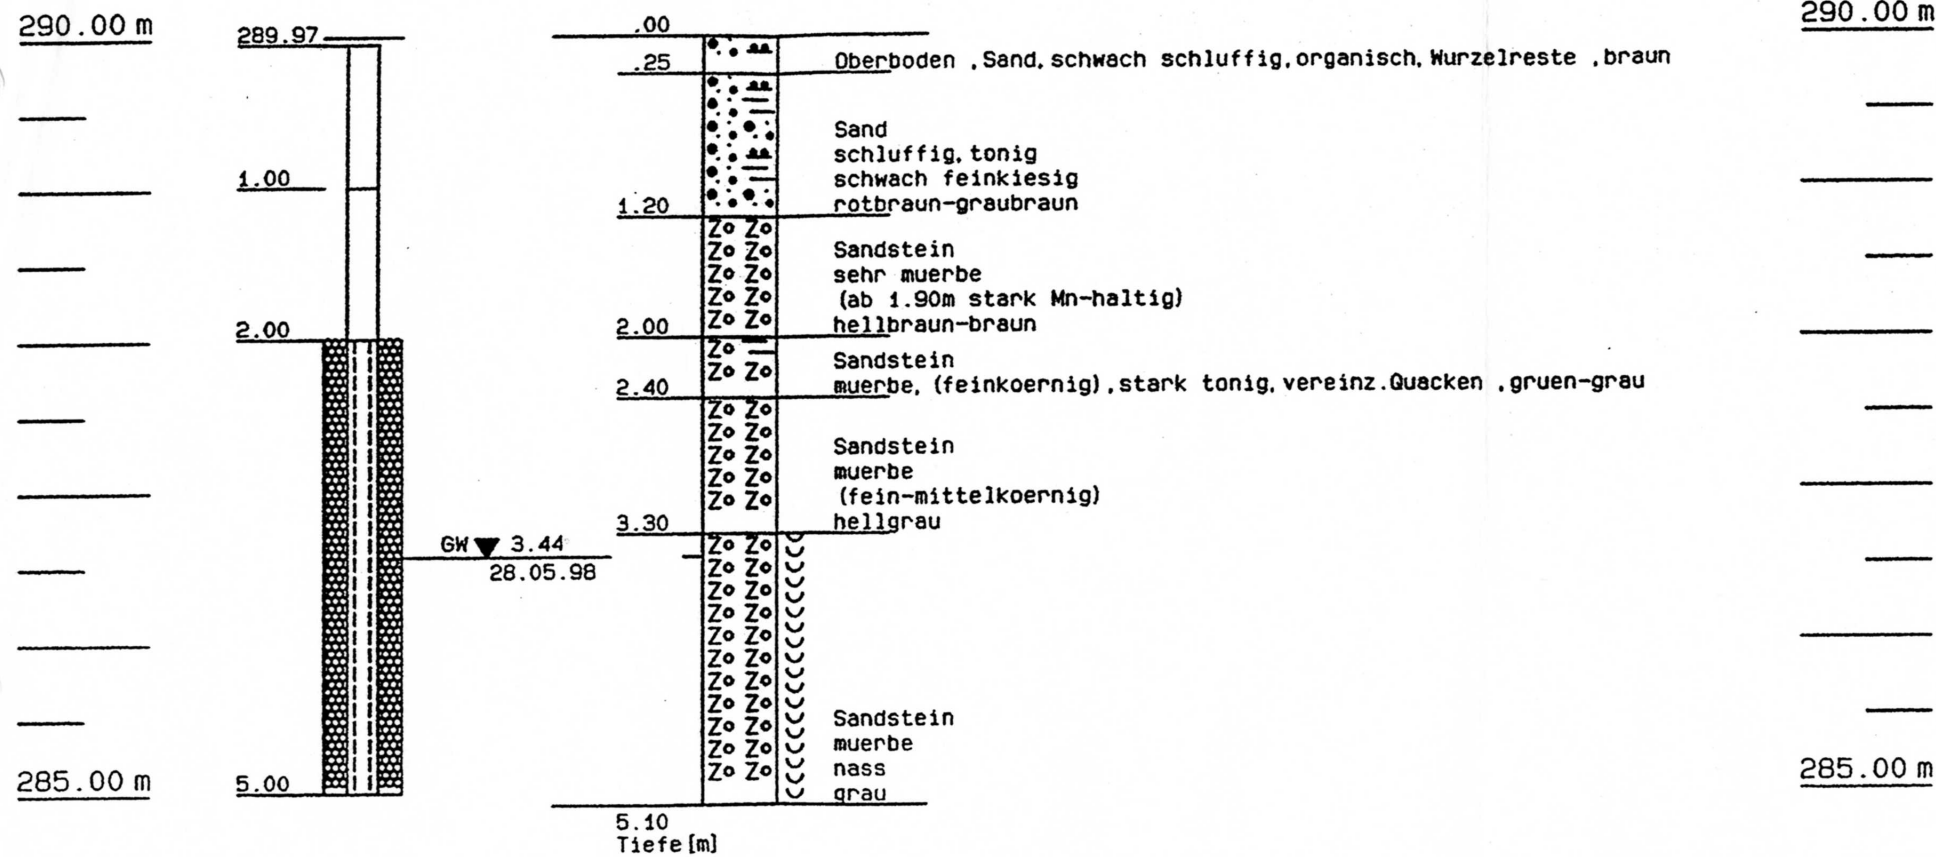 290.00 m
290.00 m
289.97
.00
.25
Oberboden ,Sand, schwach schluffig,organisch, Wurzelreste ,braun
Sand
schluffig, tonig
schwach feinkiesig
rotbraun-graubraun
1.00
1.20
Sandstein
sehr muerbe
(ab 1.90m stark Mn-haltig)
hellbraun-braun
2.00
2.00
Sandstein
muerbe, (feinkoernig),stark tonig, vereinz.Quacken ,gruen-grau
2.40
Sandstein
muerbe
(fein-mittelkoernig)
hellgrau
3.30
GW 3.44
28.05.98
Sandstein
muerbe
nass
grau
285.00 m
5.00
285.00 m
5.10
Tiefe [m]